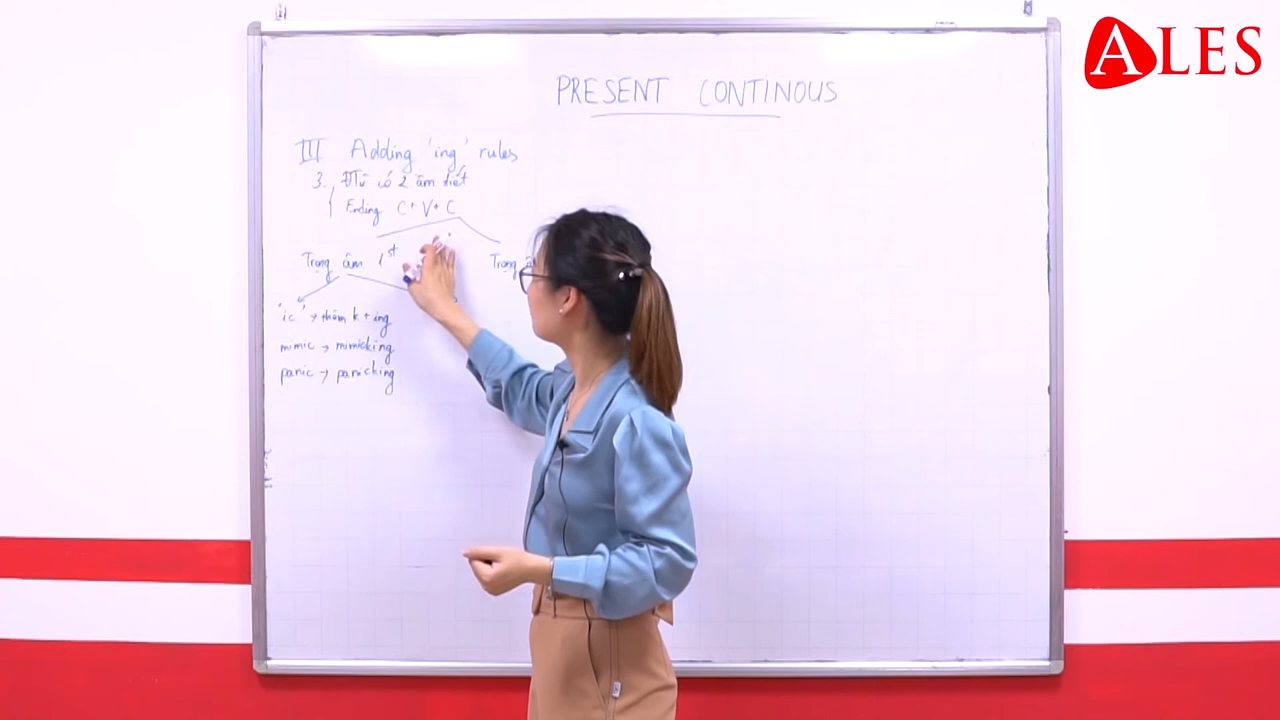 ALES
PRESENT CONTINOUS
III Adding 'ing' rules
3. ĐTừ có 2 âm tiết
Ending C + V + C
Trọng âm 1st
Trọng
"ic" → thêm k + ing
mimic → mimicking
panic → panicking